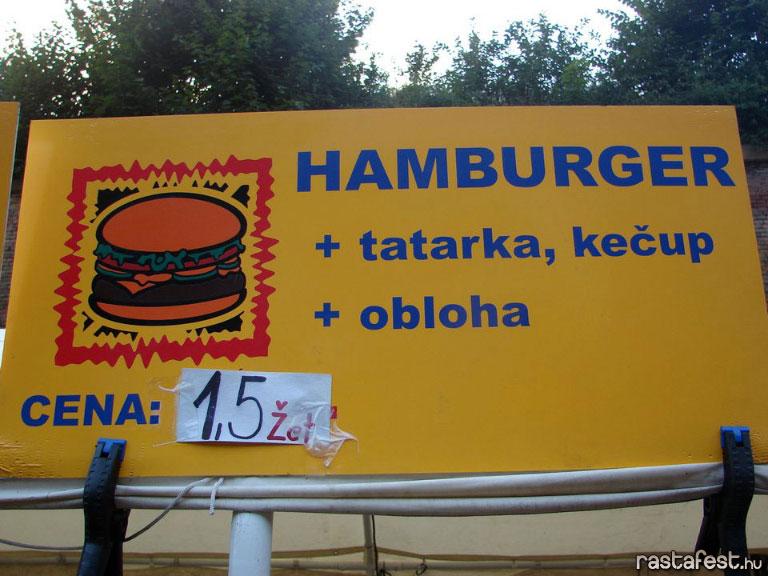 HAMBURGER
+ tatarka, kečup
+ obloha
CENA: 1,5 Žet
rastafest.hu